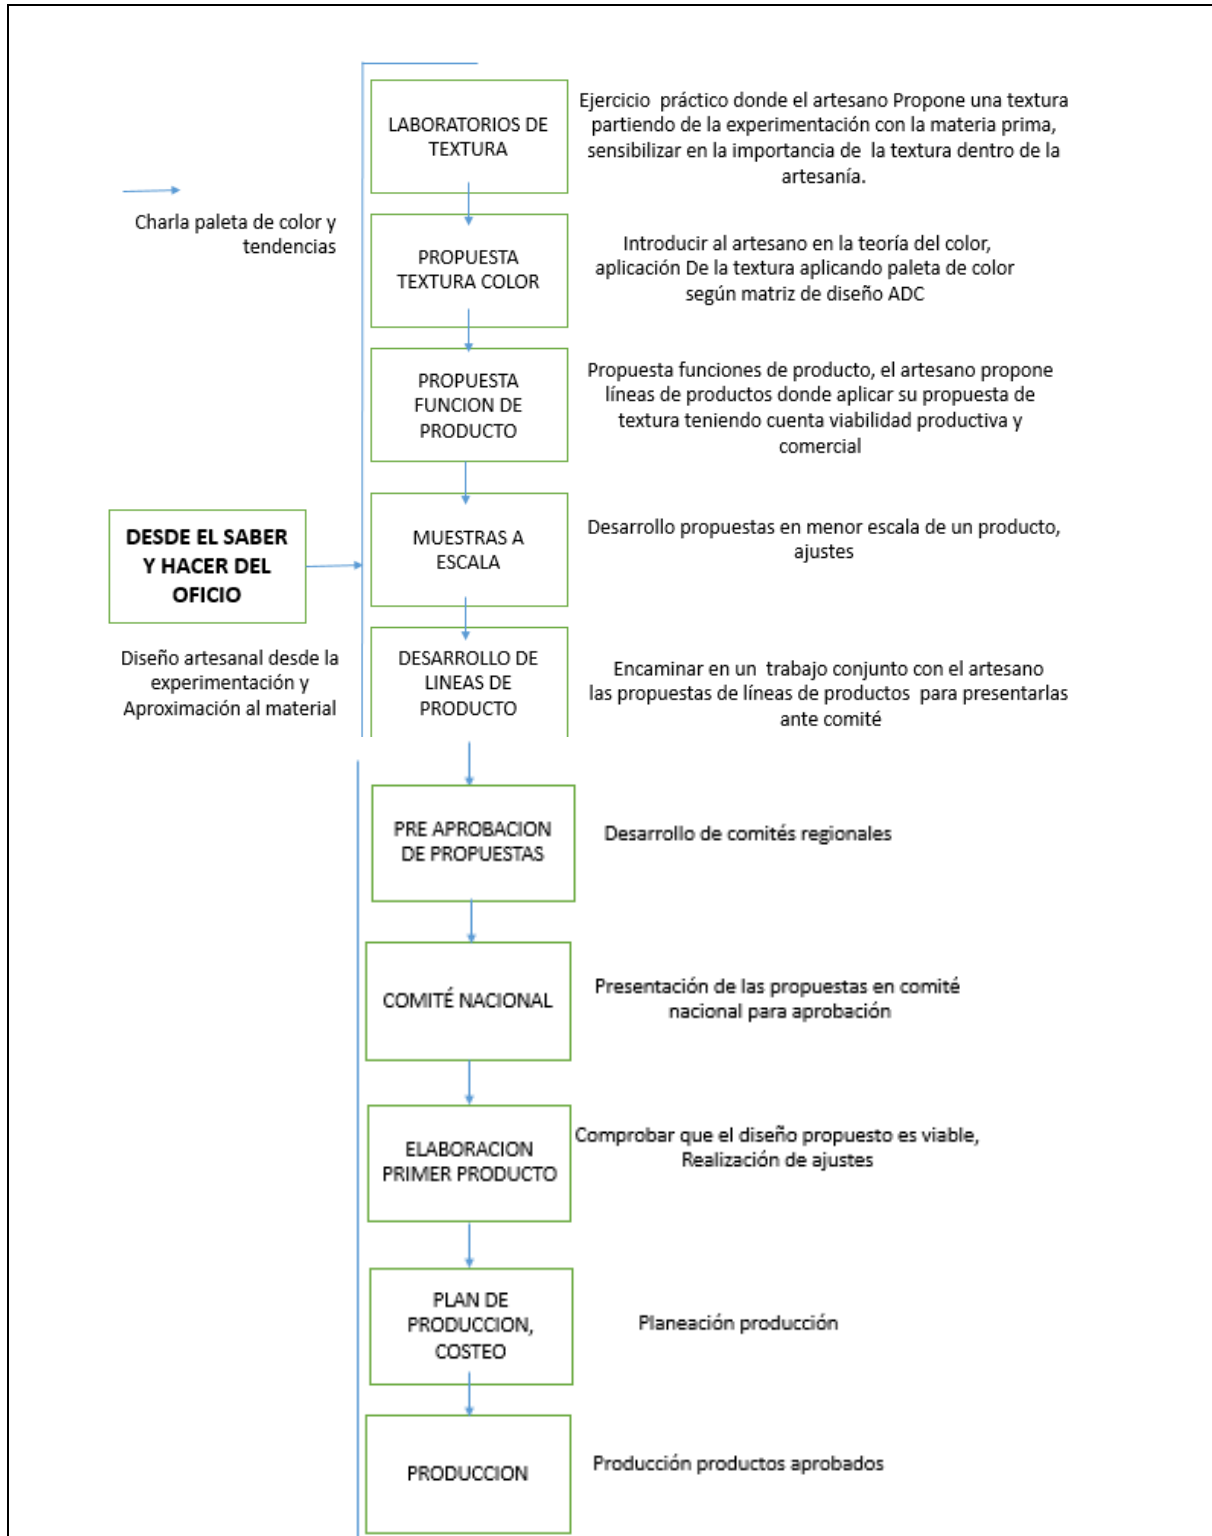 LABORATORIOS DE
TEXTURA
Ejercicio práctico donde el artesano Propone una textura
partiendo de la experimentación con la materia prima,
sensibilizar en la importancia de la textura dentro de la
artesanía.
Charla paleta de color y
tendencias
PROPUESTA
TEXTURA COLOR
Introducir al artesano en la teoría del color,
aplicación De la textura aplicando paleta de color
según matriz de diseño ADC
PROPUESTA
FUNCION DE
PRODUCTO
Propuesta funciones de producto, el artesano propone
líneas de productos donde aplicar su propuesta de
textura teniendo cuenta viabilidad productiva y
comercial
DESDE EL SABER
Y HACER DEL
OFICIO
MUESTRAS A
ESCALA
Desarrollo propuestas en menor escala de un producto,
ajustes
Diseño artesanal desde la
experimentación y
Aproximación al material
DESARROLLO DE
LINEAS DE
PRODUCTO
Encaminar en un trabajo conjunto con el artesano
las propuestas de líneas de productos para presentarlas
ante comité
PRE APROBACION
DE PROPUESTAS
Desarrollo de comités regionales
COMITÉ NACIONAL
Presentación de las propuestas en comité
nacional para aprobación
ELABORACION
PRIMER PRODUCTO
Comprobar que el diseño propuesto es viable,
Realización de ajustes
PLAN DE
PRODUCCION,
COSTEO
Planeación producción
PRODUCCION
Producción productos aprobados